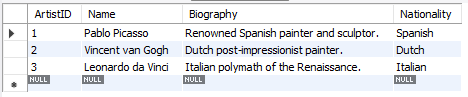 ArtistID Name Biography Nationality
1 Pablo Picasso Renowned Spanish painter and sculptor. Spanish
2 Vincent van Gogh Dutch post-impressionist painter. Dutch
3 Leonardo da Vinci Italian polymath of the Renaissance. Italian
NULL NULL NULL NULL